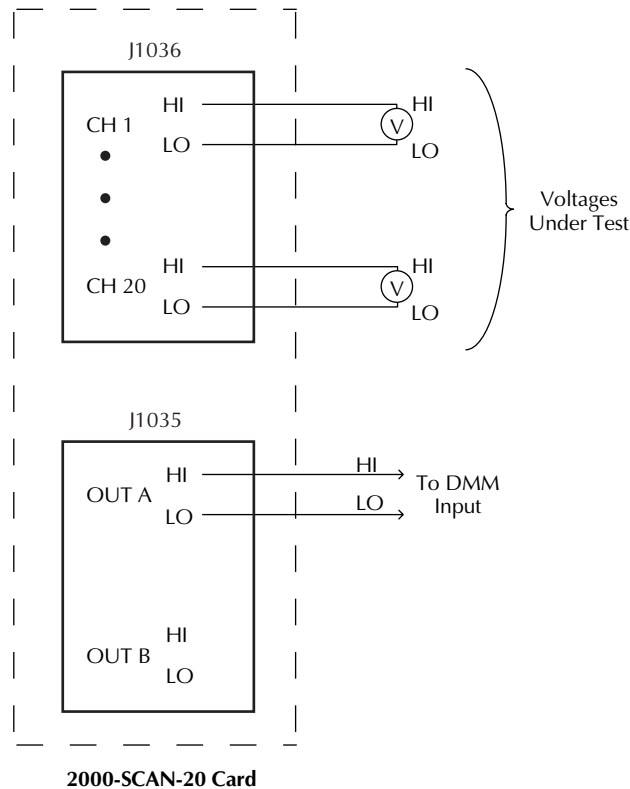 J1036
HI
HI
CH 1
V
LO
LO
Voltages
Under Test
HI
HI
CH 20
V
LO
LO
J1035
HI
HI
OUT A
To DMM
Input
LO
LO
HI
OUT B
LO
2000-SCAN-20 Card